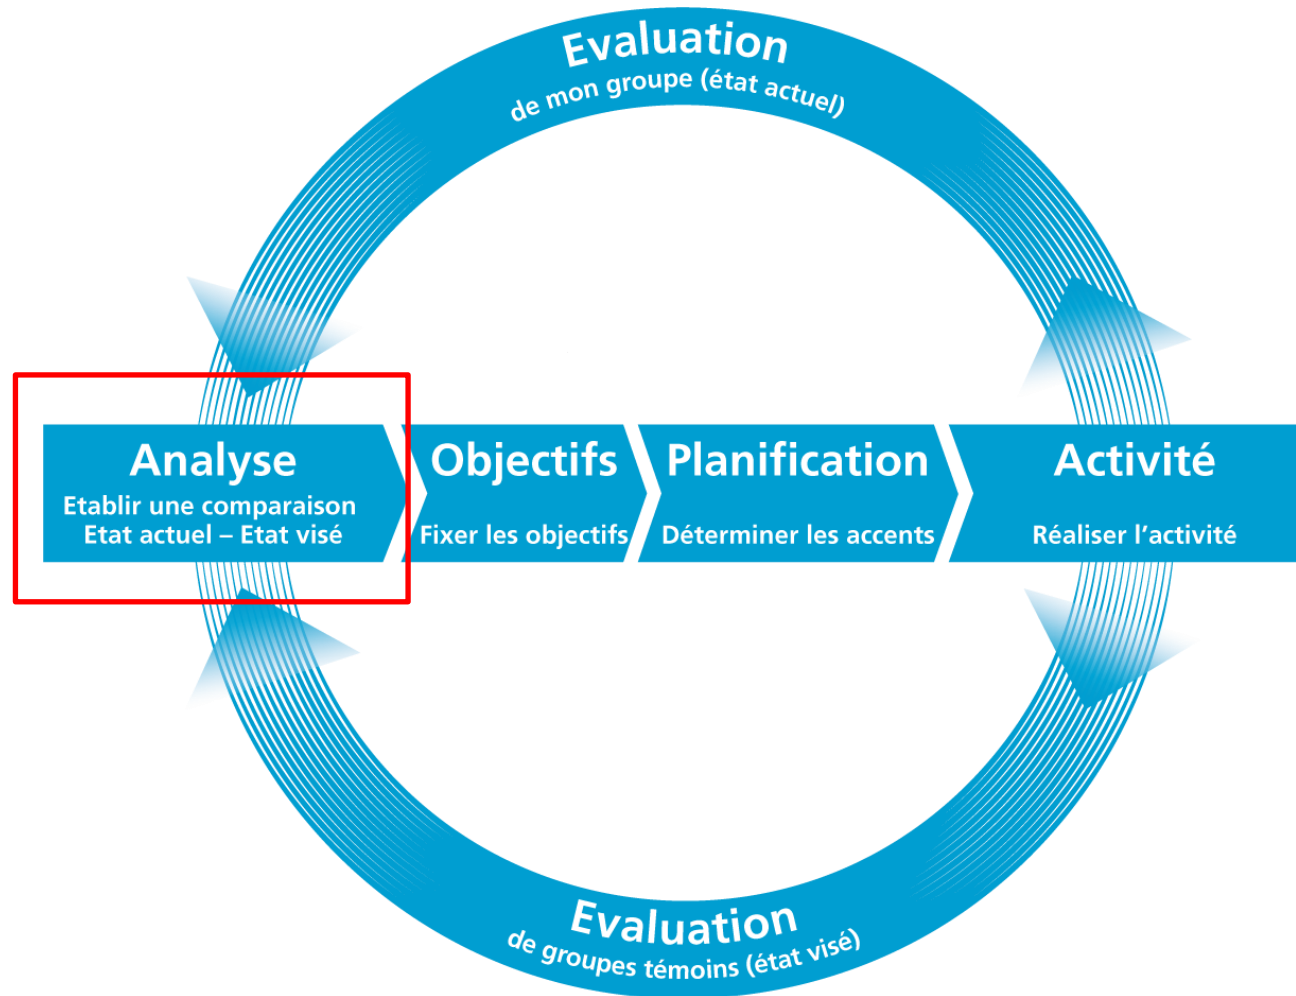 Evaluation
de mon groupe (état actuel)
Analyse
Etablir une comparaison
Etat actuel – Etat visé
Objectifs
Fixer les objectifs
Planification
Déterminer les accents
Activité
Réaliser l’activité
Evaluation
de groupes témoins (état visé)